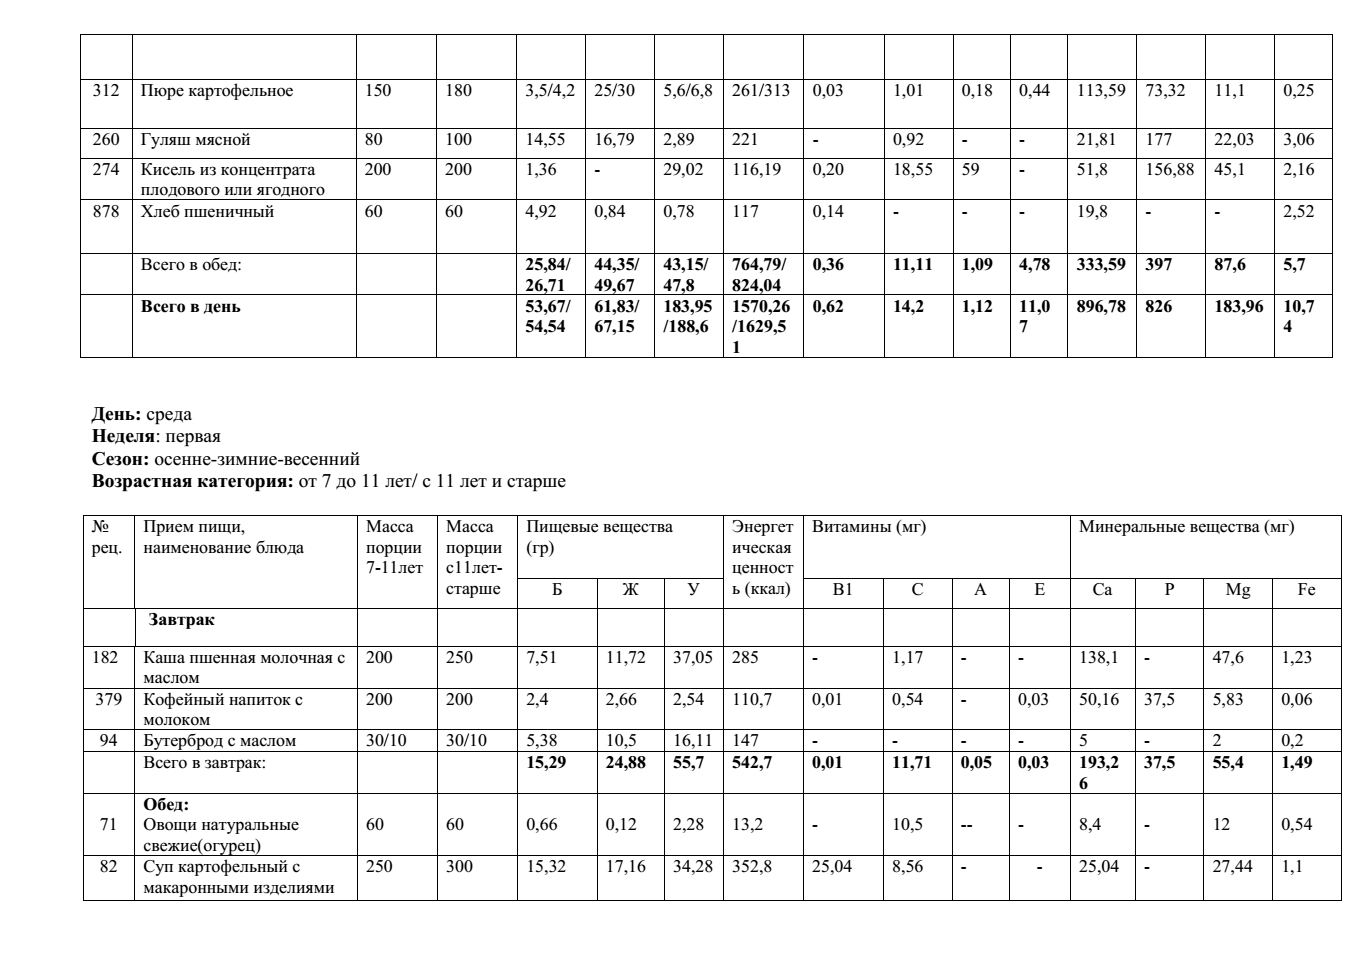 312 Пюре картофельное 150 180 3,5/4,2 25/30 5,6/6,8 261/313 0,03 1,01 0,18 0,44 113,59 73,32 11,1 0,25
260 Гуляш мясной 80 100 14,55 16,79 2,89 221 - 0,92 - - 21,81 177 22,03 3,06
274 Кисель из концентрата 200 200 1,36 - 29,02 116,19 0,20 18,55 59 - 51,8 156,88 45,1 2,16
плодового или ягодного
878 Хлеб пшеничный 60 60 4,92 0,84 0,78 117 0,14 - - - 19,8 - - 2,52
Всего в обед: 25,84/ 44,35/ 43,15/ 764,79/ 0,36 11,11 1,09 4,78 333,59 397 87,6 5,7
26,71 49,67 47,8 824,04
Всего в день 53,67/ 61,83/ 183,95 1570,26 0,62 14,2 1,12 11,0 896,78 826 183,96 10,7
54,54 67,15 /188,6 /1629,5 7 4
1
День: среда
Неделя: первая
Сезон: осенне-зимние-весенний
Возрастная категория: от 7 до 11 лет/ с 11 лет и старше
№ Прием пищи, Масса Масса Пищевые вещества Энергет Витамины (мг) Минеральные вещества (мг)
рец. наименование блюда порции порции (гр) ическая
7-11лет с11лет- ценност
старше Б Ж У ь (ккал) В1 С А Е Са Р Mg Fe
Завтрак
182 Каша пшенная молочная с 200 250 7,51 11,72 37,05 285 - 1,17 - - 138,1 - 47,6 1,23
маслом
379 Кофейный напиток с 200 200 2,4 2,66 2,54 110,7 0,01 0,54 - 0,03 50,16 37,5 5,83 0,06
молоком
94 Бутерброд с маслом 30/10 30/10 5,38 10,5 16,11 147 - - - - 5 - 2 0,2
Всего в завтрак: 15,29 24,88 55,7 542,7 0,01 11,71 0,05 0,03 193,2 37,5 55,4 1,49
6
Обед:
71 Овощи натуральные 60 60 0,66 0,12 2,28 13,2 - 10,5 -- - 8,4 - 12 0,54
свежие(огурец)
82 Суп картофельный с 250 300 15,32 17,16 34,28 352,8 25,04 8,56 - - 25,04 - 27,44 1,1
макаронными изделиями